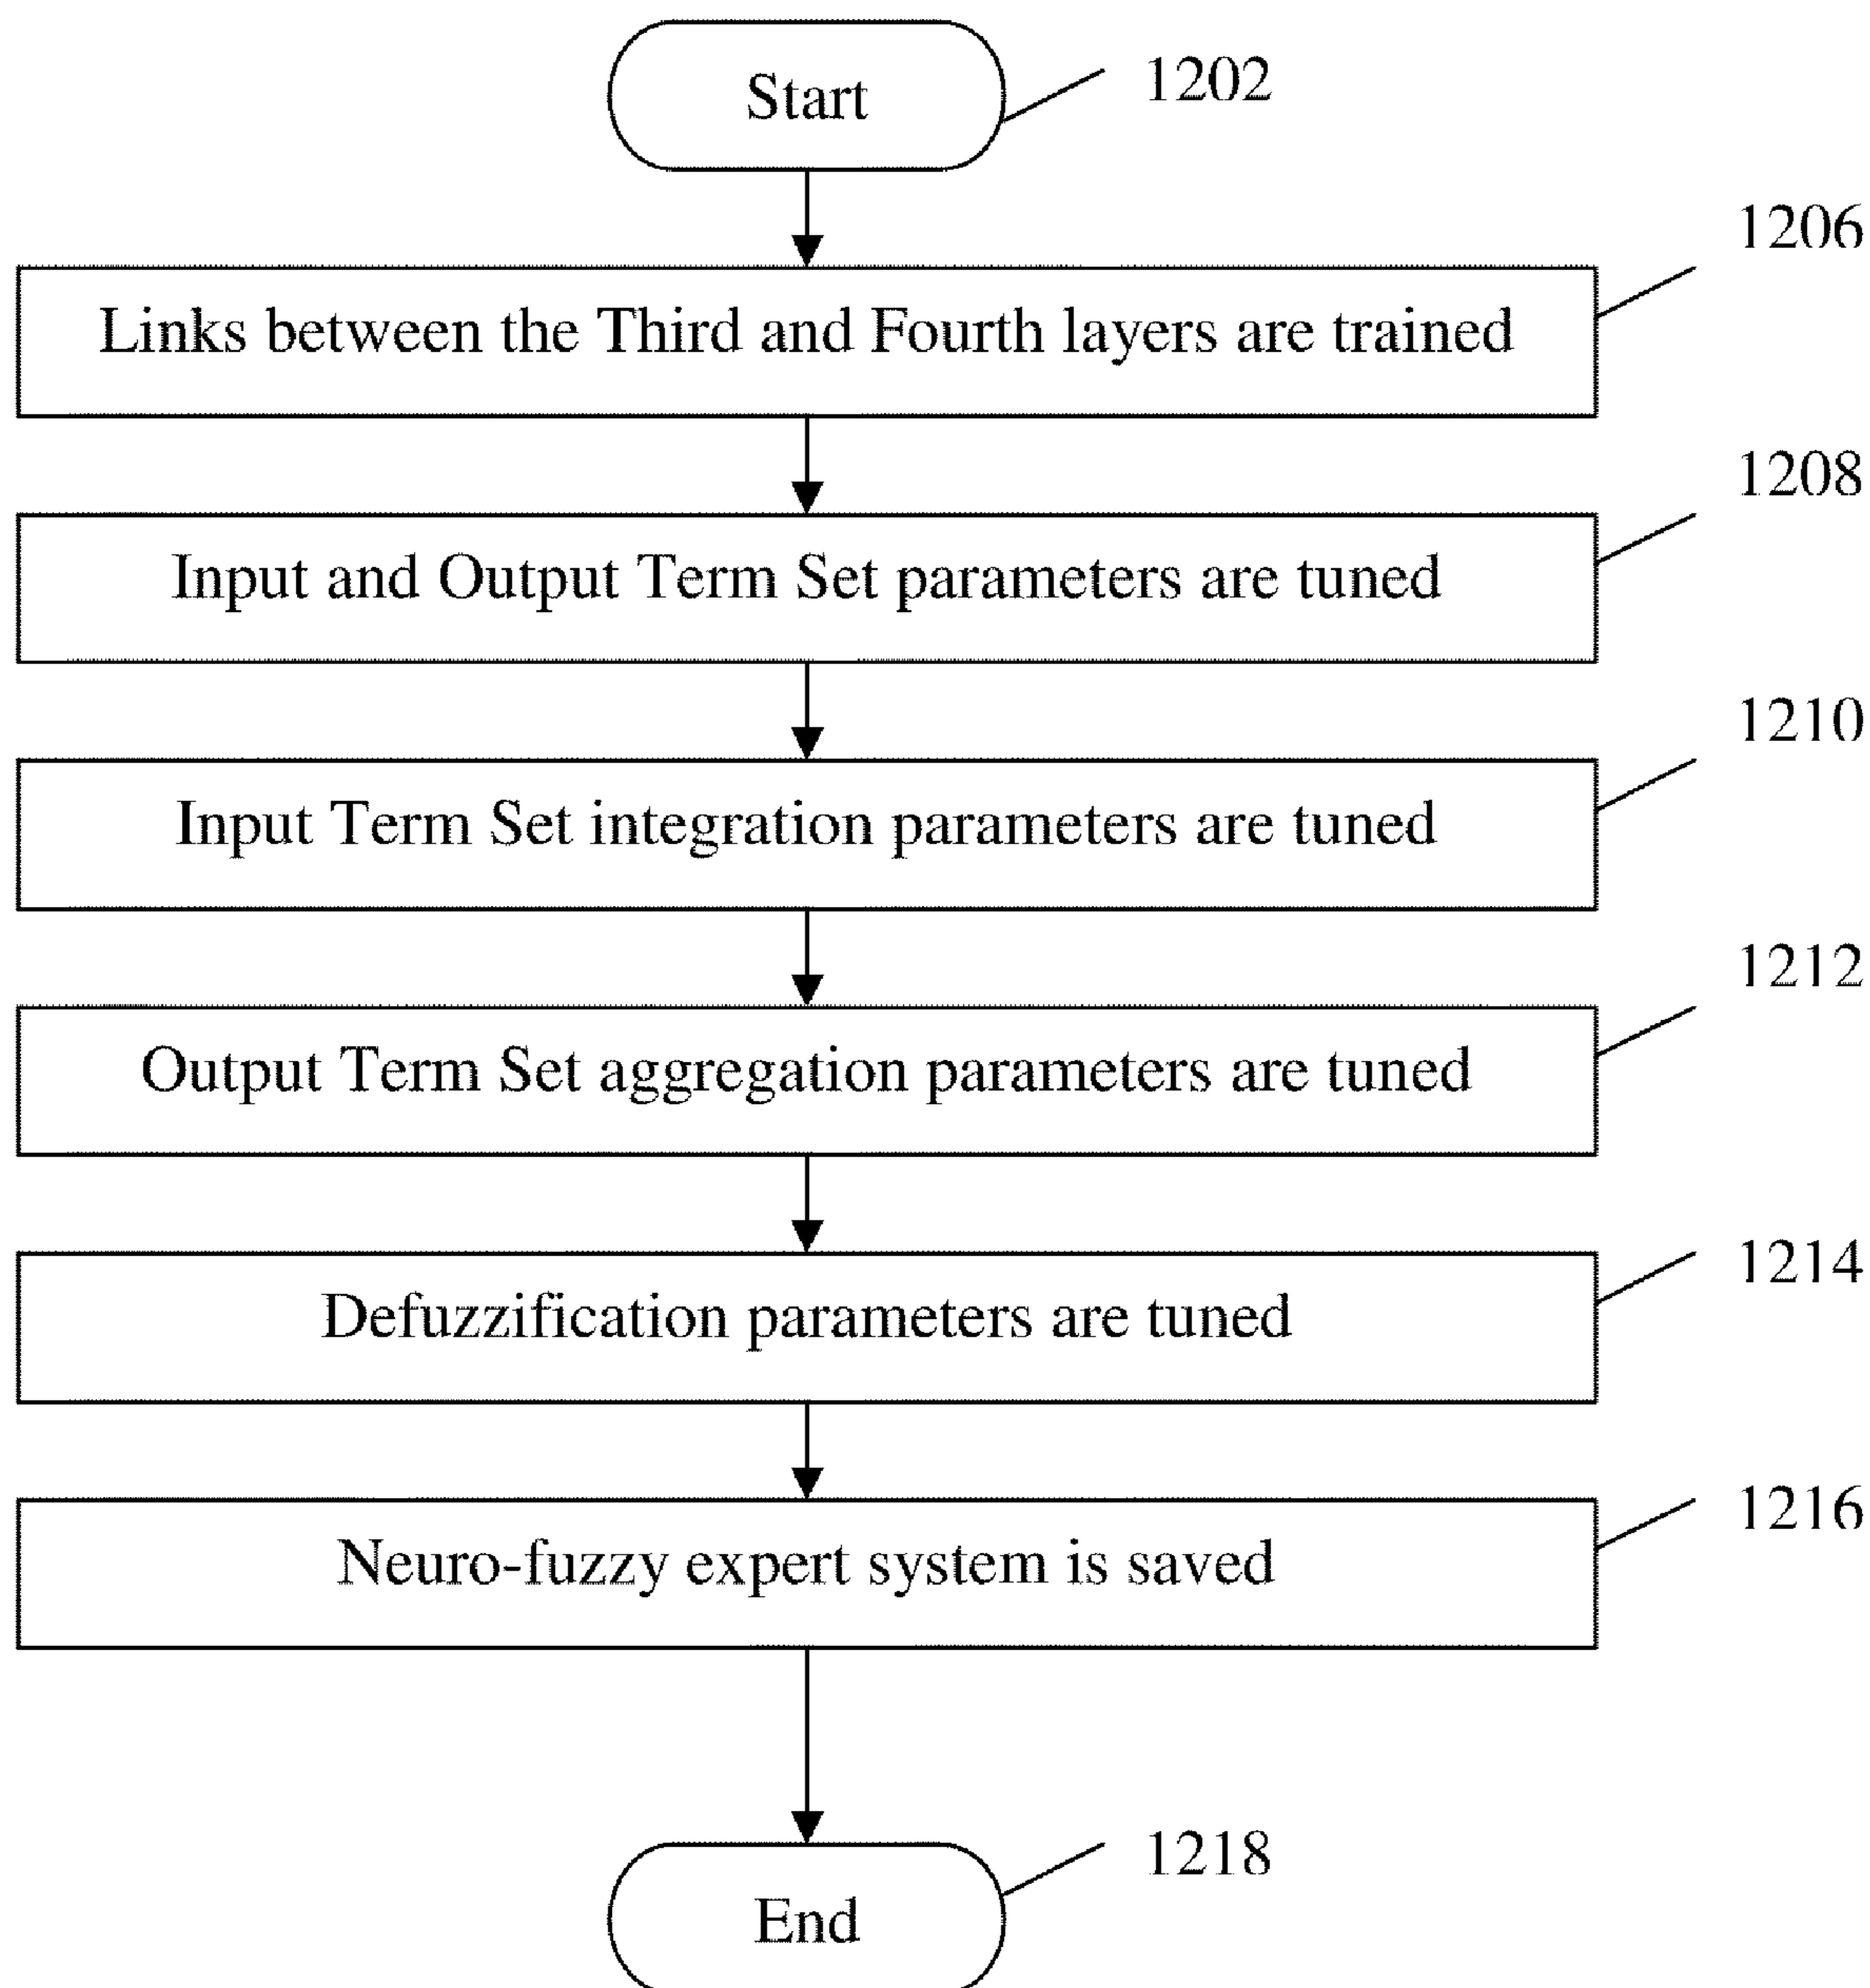 Start
1202
1206
Links between the Third and Fourth layers are trained
1208
Input and Output Term Set parameters are tuned
1210
Input Term Set integration parameters are tuned
1212
Output Term Set aggregation parameters are tuned
1214
Defuzzification parameters are tuned
1216
Neuro-fuzzy expert system is saved
1218
End